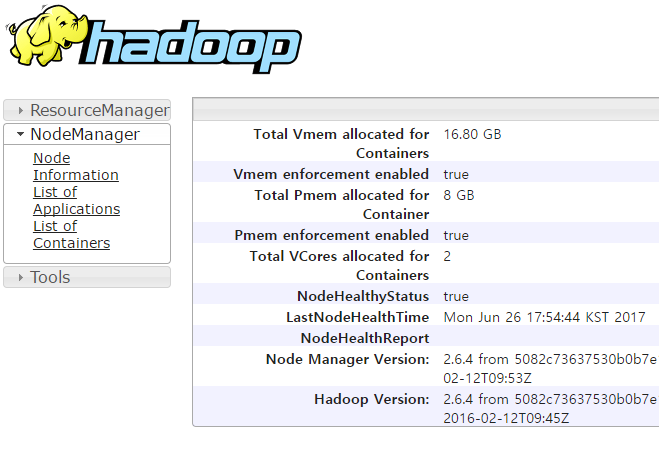 hadoop
ResourceManager
NodeManager
Node
Information
List of
Applications
List of
Containers
Tools
Total Vmem allocated for
Containers
16.80 GB
Vmem enforcement enabled
true
Total Pmem allocated for
Container
8 GB
Pmem enforcement enabled
true
Total VCores allocated for
Containers
2
NodeHealthyStatus
true
LastNodeHealthTime
Mon Jun 26 17:54:44 KST 2017
NodeHealthReport
Node Manager Version:
2.6.4 from 5082c73637530b0b7e
02-12T09:53Z
Hadoop Version:
2.6.4 from 5082c73637530b0b7e
2016-02-12T09:45Z